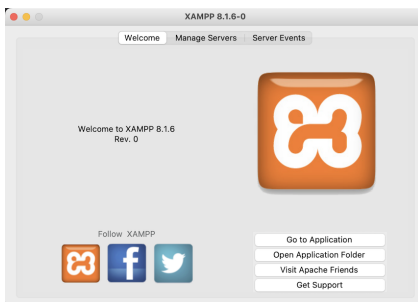 XAMPP 8.1.6-0
Welcome Manage Servers Server Events
Welcome to XAMPP 8.1.6
Rev. 0
Follow XAMPP
Go to Application
Open Application Folder
Visit Apache Friends
Get Support